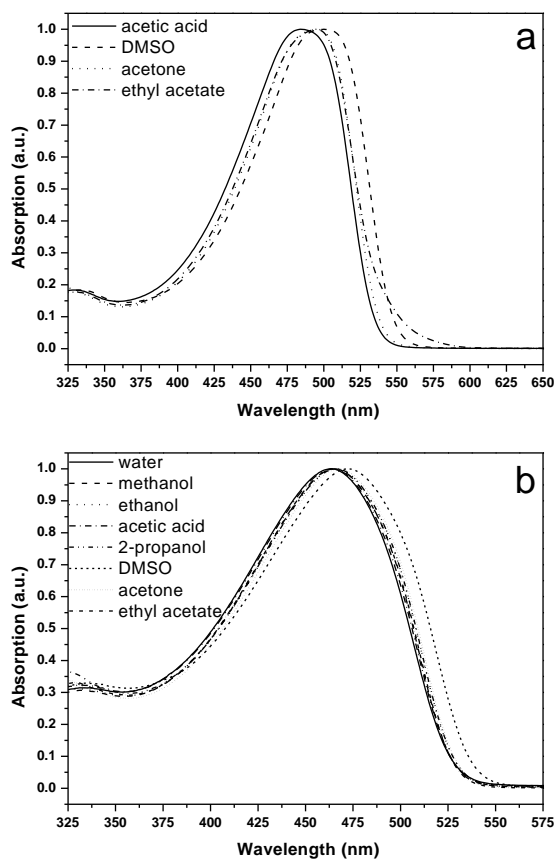 a
acetic acid
DMSO
acetone
ethyl acetate
Absorption (a.u.)
1.0
0.9
0.8
0.7
0.6
0.5
0.4
0.3
0.2
0.1
0.0
325 350 375 400 425 450 475 500 525 550 575 600 625 650
Wavelength (nm)
b
water
methanol
ethanol
acetic acid
2-propanol
DMSO
acetone
ethyl acetate
Absorption (a.u.)
1.0
0.9
0.8
0.7
0.6
0.5
0.4
0.3
0.2
0.1
0.0
325 350 375 400 425 450 475 500 525 550 575
Wavelength (nm)